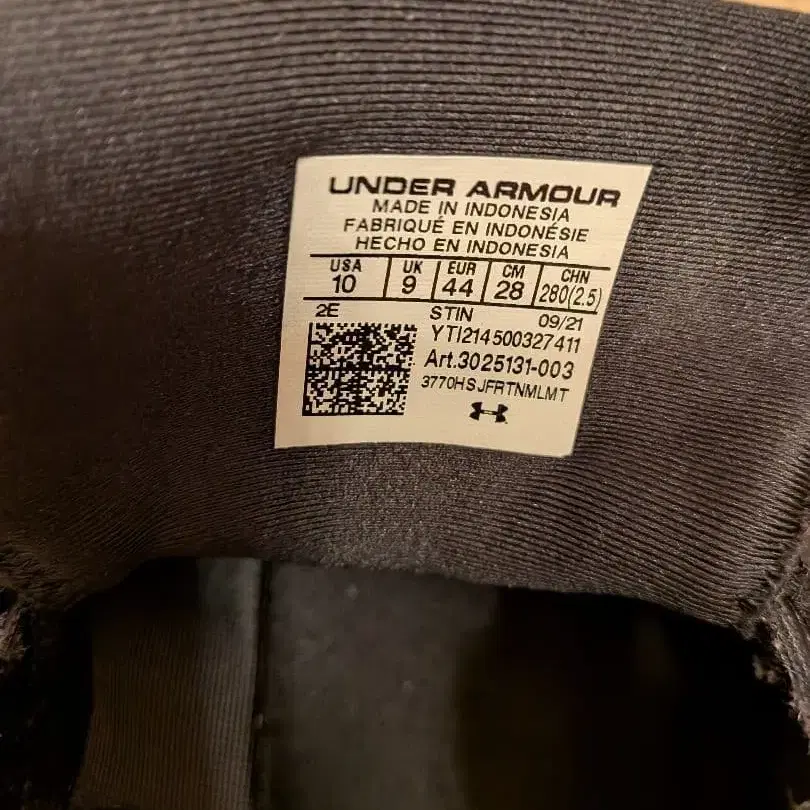 UNDER ARMOUR
MADE IN INDONESIA
FABRIQUÉ EN INDONÉSIE
HECHO EN INDONESIA
USA UK EUR CM CHN
10 9 44 28 280(2.5)
2E STIN 09/21
YTI214500327411
Art.3025131-003
3770HSJFRTNMLMT